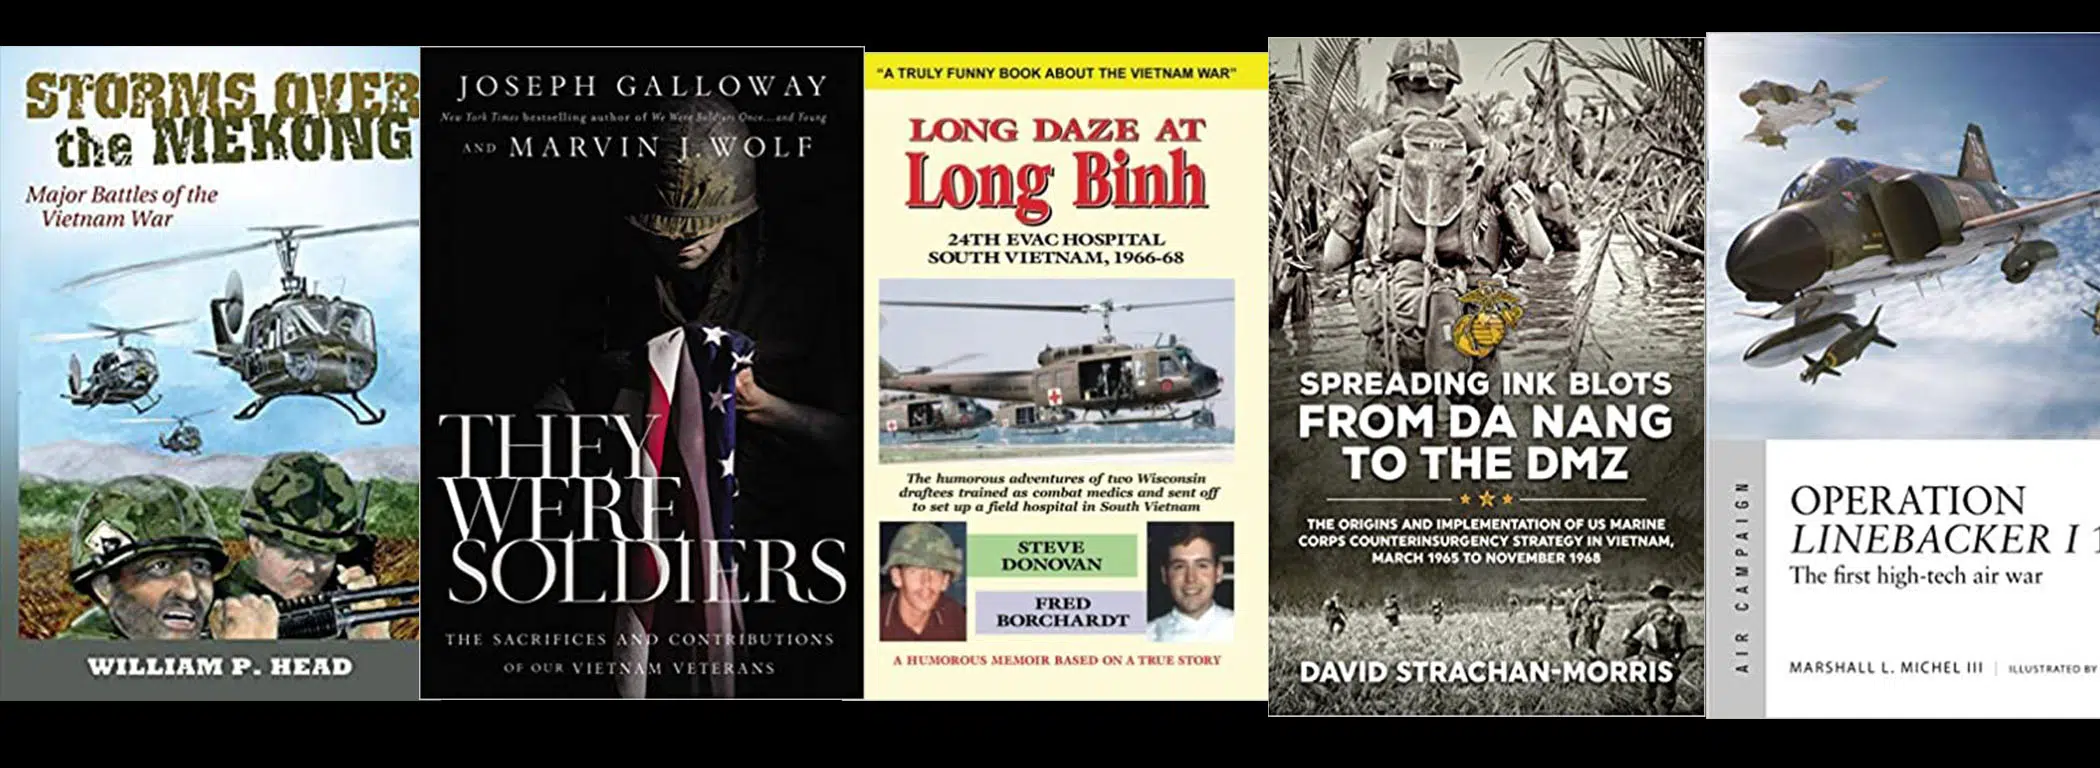 STORMS OVER
the MEKONG
Major Battles of the
Vietnam War
WILLIAM P. HEAD
JOSEPH GALLOWAY
New York Times bestselling author of We Were Soldiers Once...and Young
AND MARVIN J. WOLF
THEY
WERE
SOLDIERS
THE SACRIFICES AND CONTRIBUTIONS
OF OUR VIETNAM VETERANS
"A TRULY FUNNY BOOK ABOUT THE VIETNAM WAR"
LONG DAZE AT
Long Binh
24TH EVAC HOSPITAL
SOUTH VIETNAM, 1966-68
The humorous adventures of two Wisconsin
draftees trained as combat medics and sent off
to set up a field hospital in South Vietnam
STEVE
DONOVAN
FRED
BORCHARDT
A HUMOROUS MEMOIR BASED ON A TRUE STORY
SPREADING INK BLOTS
FROM DA NANG
TO THE DMZ
THE ORIGINS AND IMPLEMENTATION OF US MARINE
CORPS COUNTERINSURGENCY STRATEGY IN VIETNAM,
MARCH 1965 TO NOVEMBER 1968
DAVID STRACHAN-MORRIS
AIR CAMPAIGN
OPERATION
LINEBACKER I 1
The first high-tech air war
MARSHALL L. MICHEL III | ILLUSTRATED BY